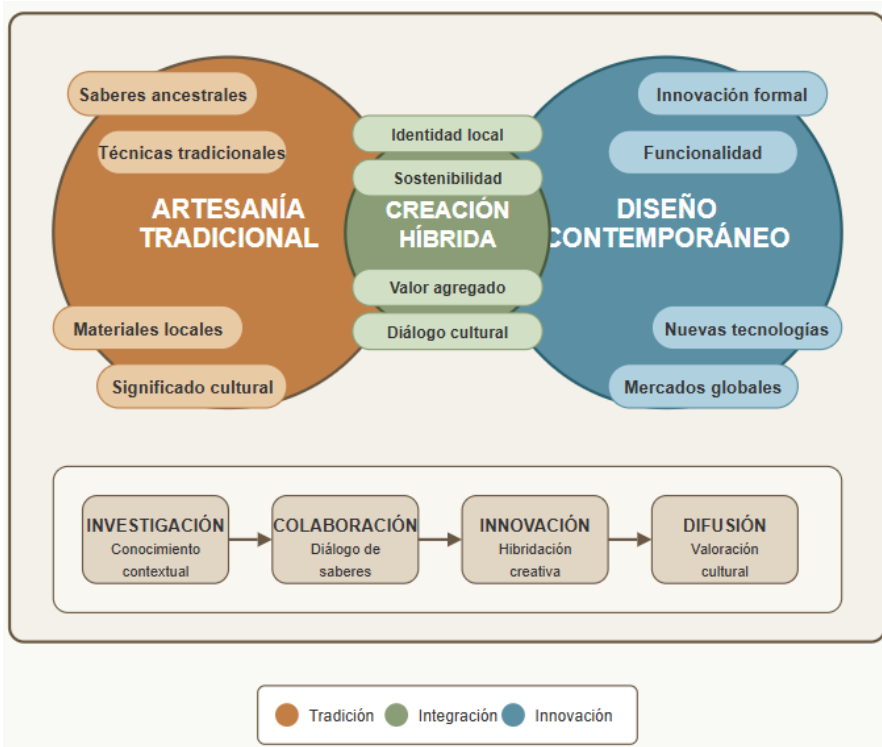 Saberes ancestrales
Técnicas tradicionales
ARTESANÍA
TRADICIONAL
Materiales locales
Significado cultural
Identidad local
Sostenibilidad
CREACIÓN
HÍBRIDA
Valor agregado
Diálogo cultural
Innovación formal
Funcionalidad
DISEÑO
CONTEMPORÁNEO
Nuevas tecnologías
Mercados globales
INVESTIGACIÓN
Conocimiento
contextual
COLABORACIÓN
Diálogo de
saberes
INNOVACIÓN
Hibridación
creativa
DIFUSIÓN
Valoración
cultural
Tradición
Integración
Innovación